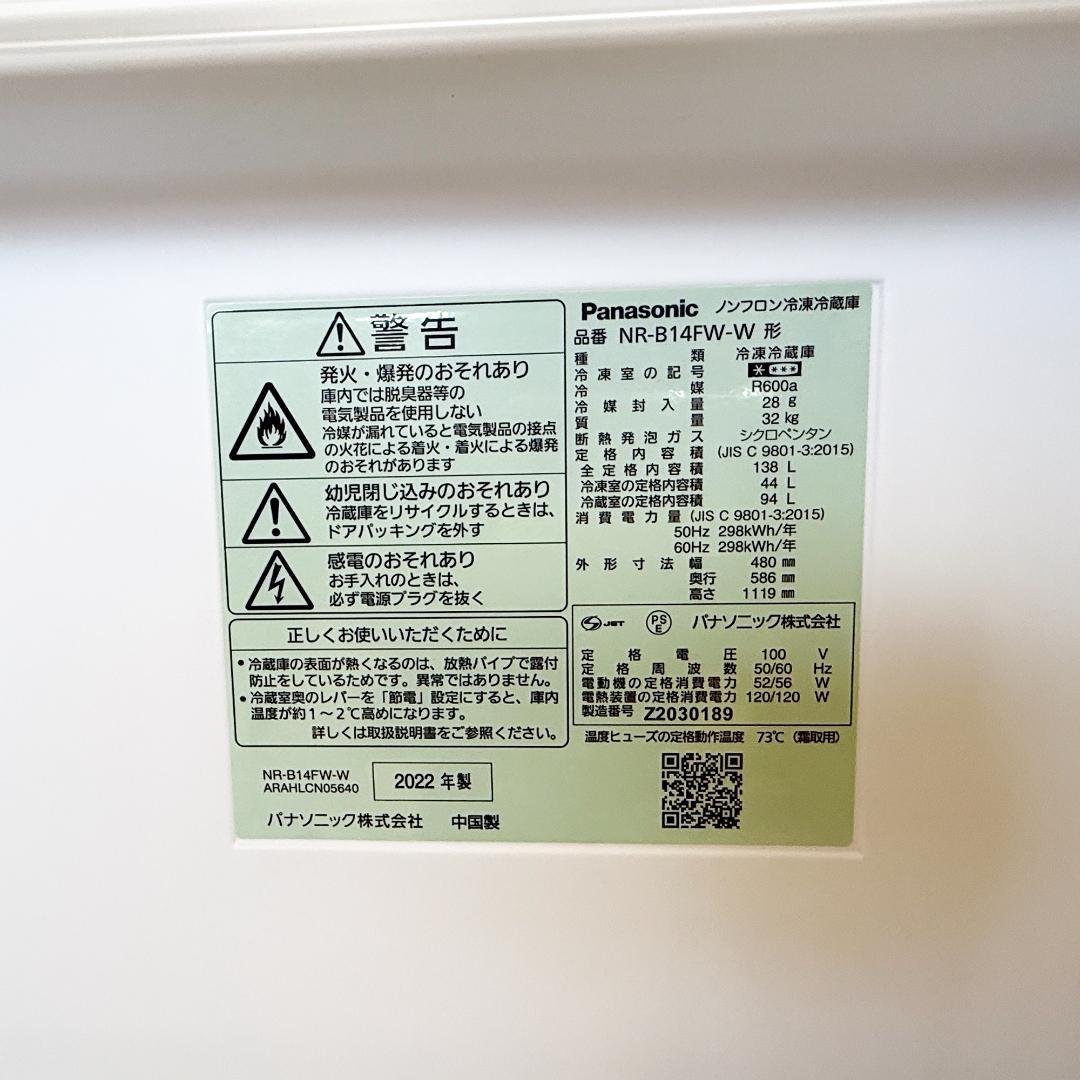 警告
発火・爆発のおそれあり
庫内では脱臭器等の
電気製品を使用しない
冷媒が漏れていると電気製品の接点
の火花による着火・着火による爆発
のおそれがあります
幼児閉じ込みのおそれあり
冷蔵庫をリサイクルするときは、
ドアパッキングを外す
感電のおそれあり
お手入れのときは、
必ず電源プラグを抜く
正しくお使いいただくために
•冷蔵庫の表面が熱くなるのは、放熱パイプで露付
防止をしているためです。異常ではありません。
•冷蔵室奥のレバーを「節電」設定にすると、庫内
温度が約1〜2℃高めになります。
詳しくは取扱説明書をご参照ください。
NR-B14FW-W
ARAHLCN05640
2022 年製
パナソニック株式会社 中国製
Panasonic ノンフロン冷凍冷蔵庫
品番 NR-B14FW-W 形
種類 冷凍冷蔵庫
冷凍室の記号 ****
冷媒 R600a
冷媒封入量 28 g
質量 32 kg
断熱発泡ガス シクロペンタン
定格内容積 (JIS C 9801-3:2015)
全定格内容積 138 L
冷凍室の定格内容積 44 L
冷蔵室の定格内容積 94 L
消費電力量 (JIS C 9801-3:2015)
50Hz 298kWh/年
60Hz 298kWh/年
外形寸法 幅 480 mm
奥行 586 mm
高さ 1119 mm
JET PSE パナソニック株式会社
定格電圧 100 V
定格周波数 50/60 Hz
電動機の定格消費電力 52/56 W
電熱装置の定格消費電力 120/120 W
製造番号 Z2030189
温度ヒューズの定格動作温度 73℃(霜取用)